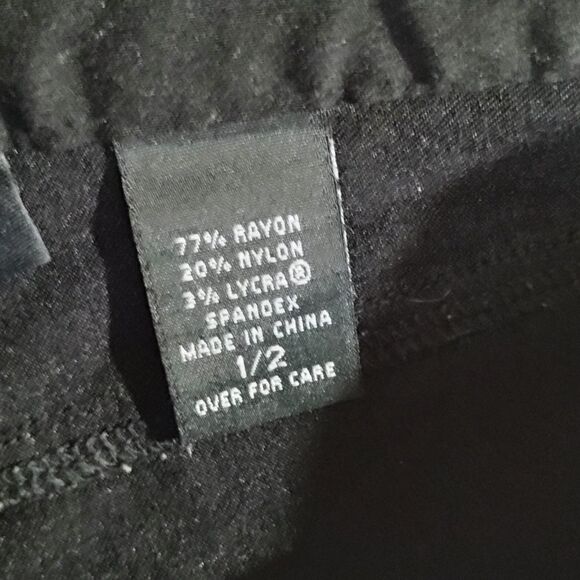 77% RAYON
20% NYLON
3% LYCRA®
SPANDEX
MADE IN CHINA
1/2
OVER FOR CARE